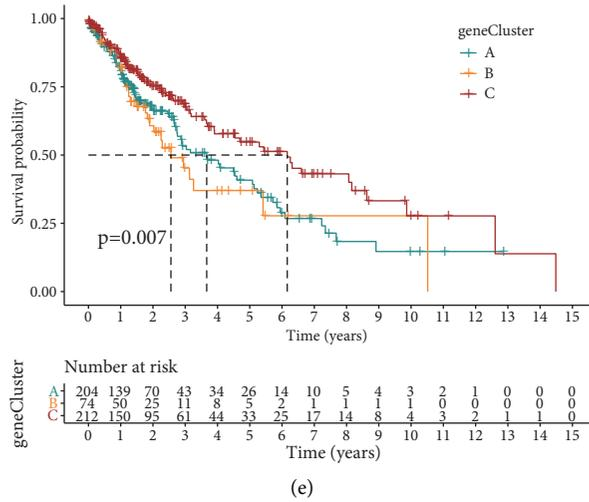 geneCluster
A
B
C
Survival probability
1.00
0.75
0.50
0.25
0.00
p=0.007
0 1 2 3 4 5 6 7 8 9 10 11 12 13 14 15
Time (years)
Number at risk
geneCluster
A 204 139 70 43 34 26 14 10 5 4 3 2 1 0 0 0
B 74 50 25 11 8 5 2 1 1 1 1 0 0 0 0 0
C 212 150 95 61 44 33 25 17 14 8 4 3 2 1 1 0
0 1 2 3 4 5 6 7 8 9 10 11 12 13 14 15
Time (years)
(e)